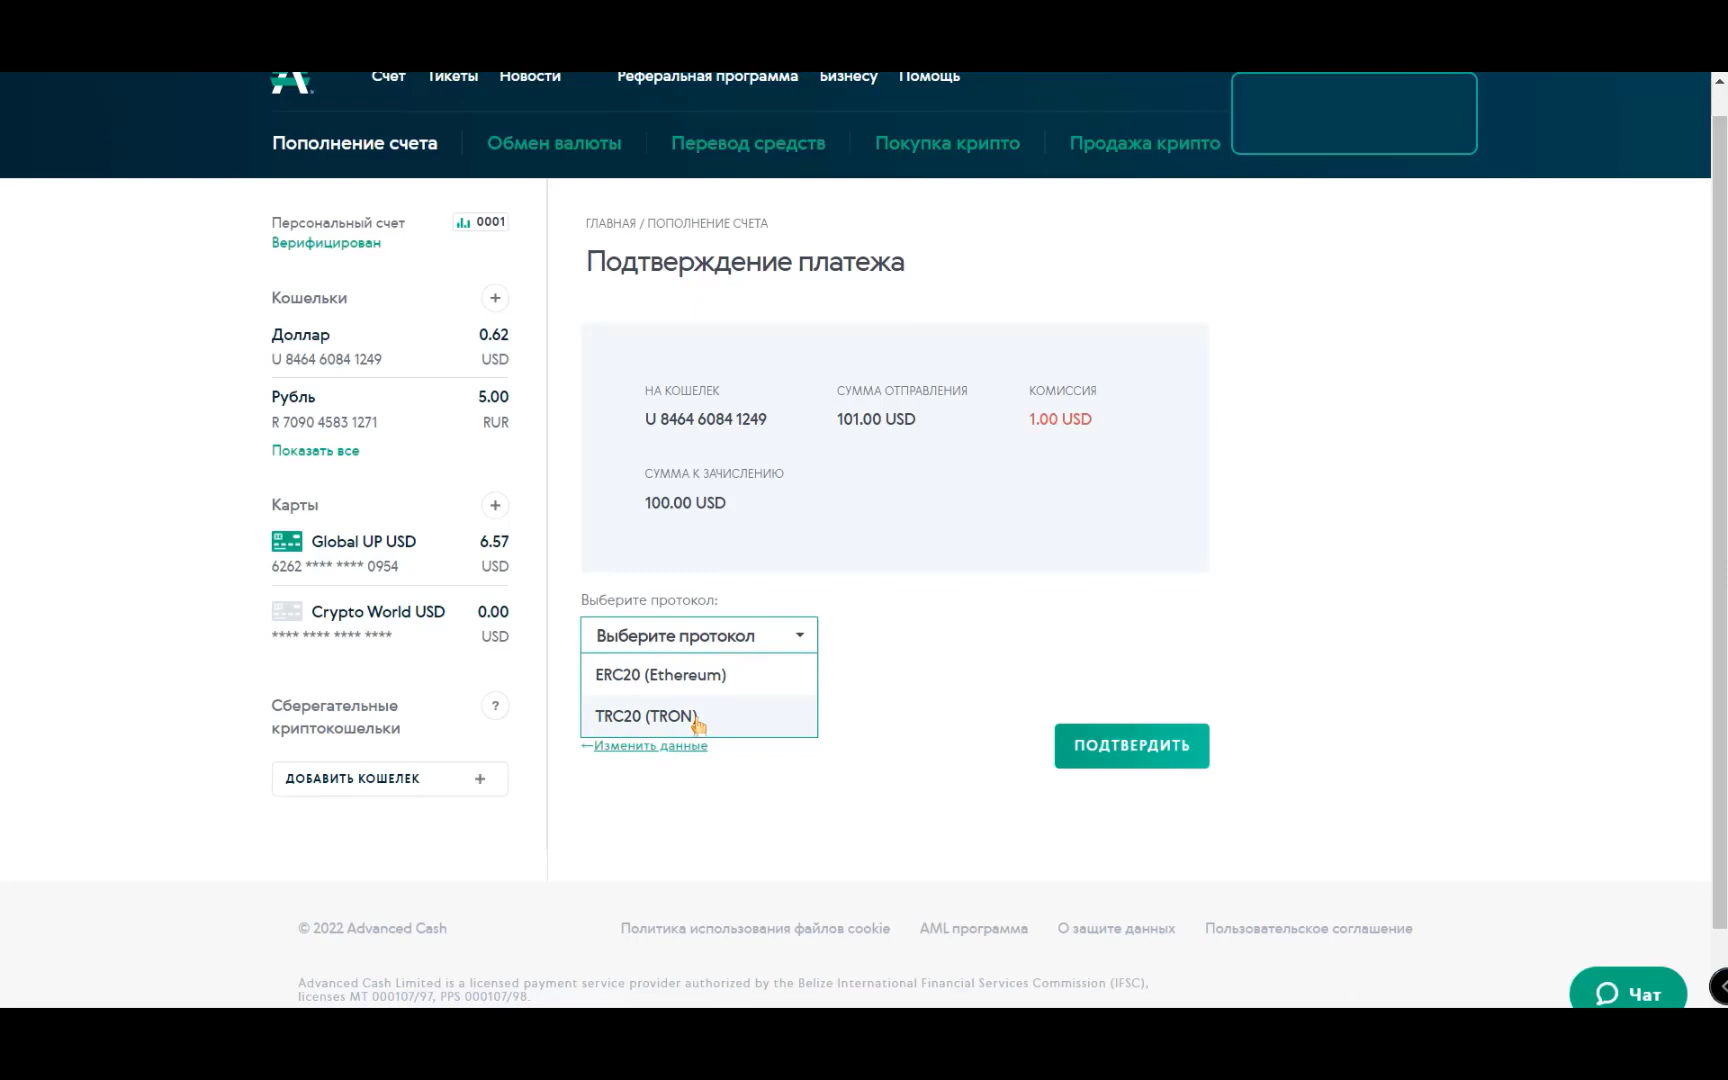 Счет Тикеты Новости Реферальная программа Бизнесу Помощь
Пополнение счета Обмен валюты Перевод средств Покупка крипто Продажа крипто
Персональный счет 0001
Верифицирован
Кошельки +
Доллар 0.62
U 8464 6084 1249 USD
Рубль 5.00
R 7090 4583 1271 RUR
Показать все
Карты +
Global UP USD 6.57
6262 **** **** 0954 USD
Crypto World USD 0.00
**** **** **** **** USD
Сберегательные
криптокошельки ?
ДОБАВИТЬ КОШЕЛЕК +
ГЛАВНАЯ / ПОПОЛНЕНИЕ СЧЕТА
Подтверждение платежа
НА КОШЕЛЕК СУММА ОТПРАВЛЕНИЯ КОМИССИЯ
U 8464 6084 1249 101.00 USD 1.00 USD
СУММА К ЗАЧИСЛЕНИЮ
100.00 USD
Выберите протокол:
Выберите протокол
ERC20 (Ethereum)
TRC20 (TRON)
←Изменить данные
ПОДТВЕРДИТЬ
© 2022 Advanced Cash Политика использования файлов cookie AML программа О защите данных Пользовательское соглашение
Advanced Cash Limited is a licensed payment service provider authorized by the Belize International Financial Services Commission (IFSC),
licenses MT 000107/97, PPS 000107/98.
Чат